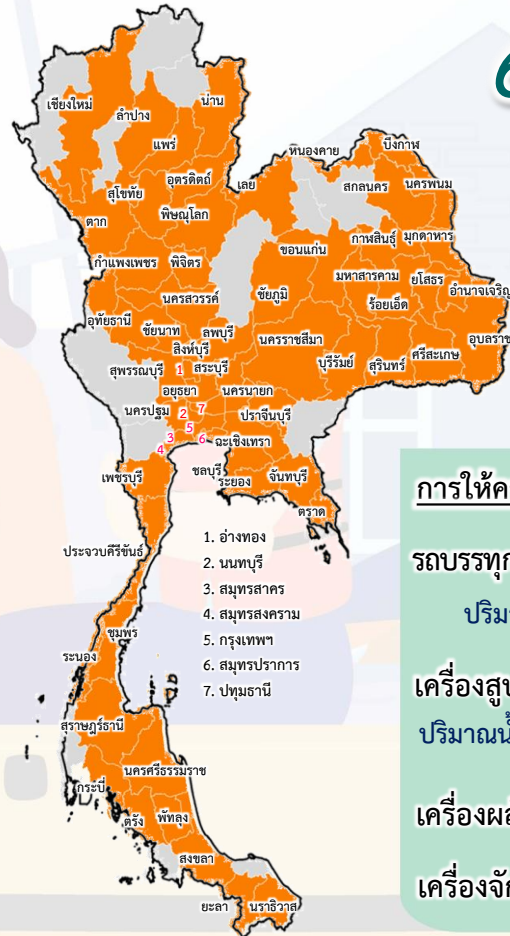 เชียงใหม่
น่าน
ลำปาง
แพร่
อุตรดิตถ์
สุโขทัย
พิษณุโลก
ตาก
เลย
หนองคาย
บึงกาฬ
สกลนคร
นครพนม
กำแพงเพชร
พิจิตร
ขอนแก่น
กาฬสินธุ์
มุกดาหาร
มหาสารคาม
ยโสธร
อำนาจเจริญ
นครสวรรค์
ชัยภูมิ
ร้อยเอ็ด
อุทัยธานี
ชัยนาท
ลพบุรี
สิงห์บุรี
นครราชสีมา
บุรีรัมย์
สุรินทร์
ศรีสะเกษ
อุบลราช
สุพรรณบุรี
1
สระบุรี
อยุธยา
นครนายก
นครปฐม
2
7
ปราจีนบุรี
5
3
6
ฉะเชิงเทรา
4
เพชรบุรี
ชลบุรี
ระยอง
จันทบุรี
ตราด
ประจวบคีรีขันธ์
ชุมพร
ระนอง
สุราษฎร์ธานี
นครศรีธรรมราช
กระบี่
ตรัง
พัทลุง
สงขลา
ยะลา
นราธิวาส
1. อ่างทอง
2. นนทบุรี
3. สมุทรสาคร
4. สมุทรสงคราม
5. กรุงเทพฯ
6. สมุทรปราการ
7. ปทุมธานี
6
การให้ค
รถบรรทุก
ปริมา
เครื่องสูบ
ปริมาณน้
เครื่องผล
เครื่องจัก